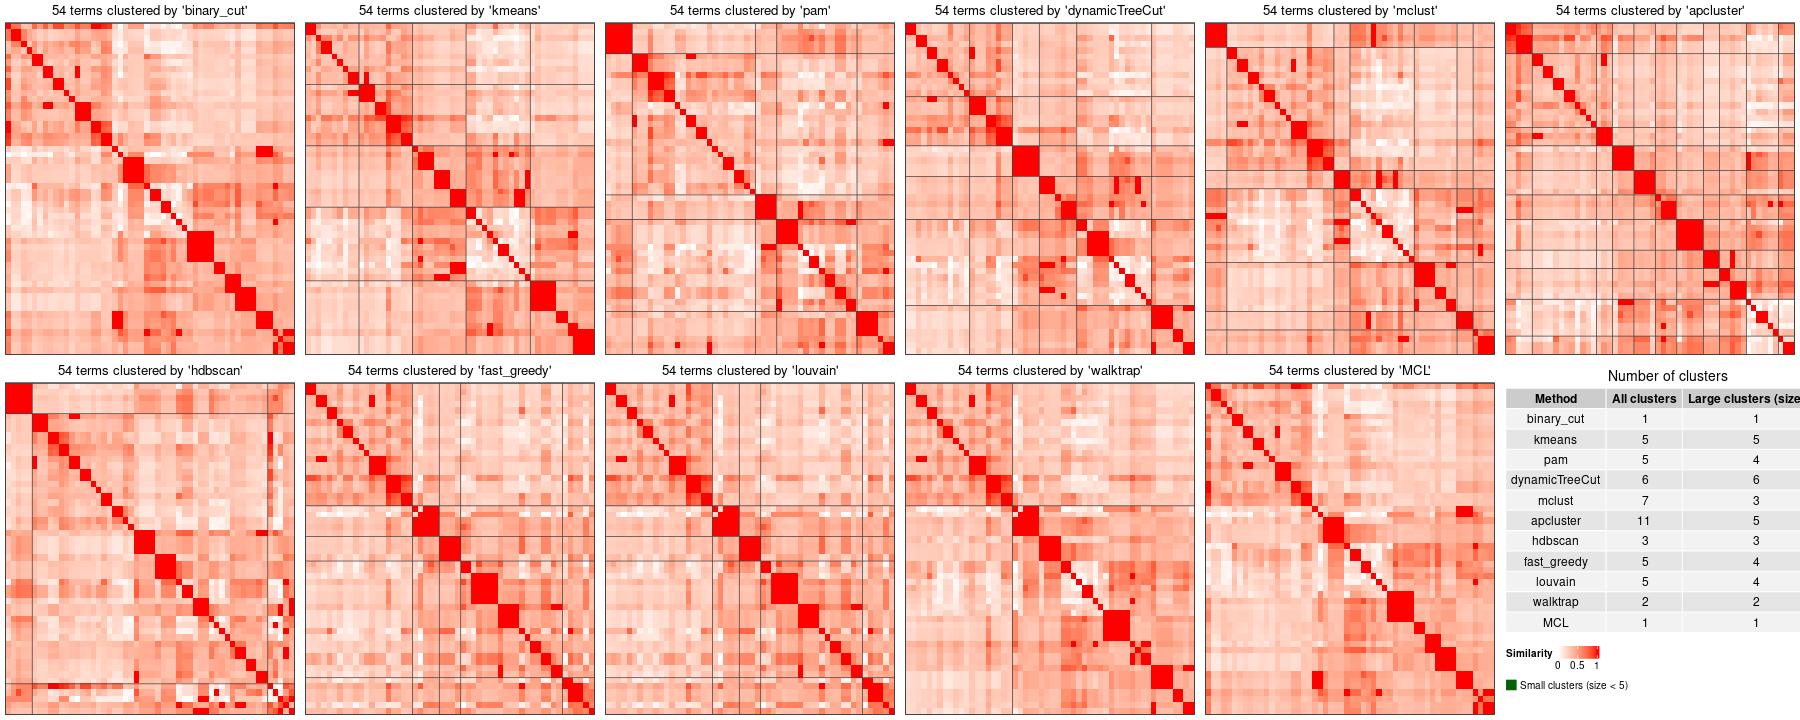 54 terms clustered by 'binary_cut'
54 terms clustered by 'kmeans'
54 terms clustered by 'pam'
54 terms clustered by 'dynamicTreeCut'
54 terms clustered by 'mclust'
54 terms clustered by 'apcluster'
54 terms clustered by 'hdbscan'
54 terms clustered by 'fast_greedy'
54 terms clustered by 'louvain'
54 terms clustered by 'walktrap'
54 terms clustered by 'MCL'
Number of clusters
Method All clusters Large clusters (size
binary_cut 1 1
kmeans 5 5
pam 5 4
dynamicTreeCut 6 6
mclust 7 3
apcluster 11 5
hdbscan 3 3
fast_greedy 5 4
louvain 5 4
walktrap 2 2
MCL 1 1
Similarity
0 0.5 1
Small clusters (size < 5)